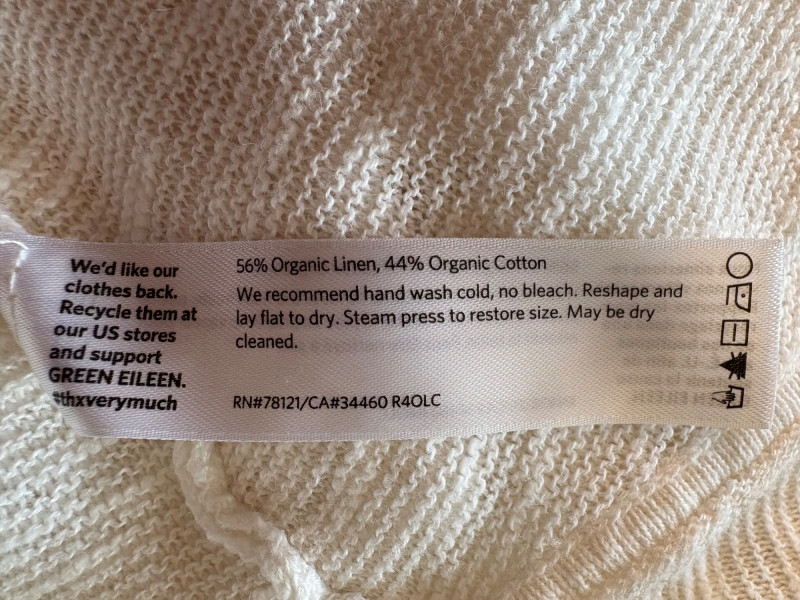 We'd like our
clothes back.
Recycle them at
our US stores
and support
GREEN EILEEN.
#thxverymuch
56% Organic Linen, 44% Organic Cotton
We recommend hand wash cold, no bleach. Reshape and
lay flat to dry. Steam press to restore size. May be dry
cleaned.
RN#78121/CA#34460 R4OLC